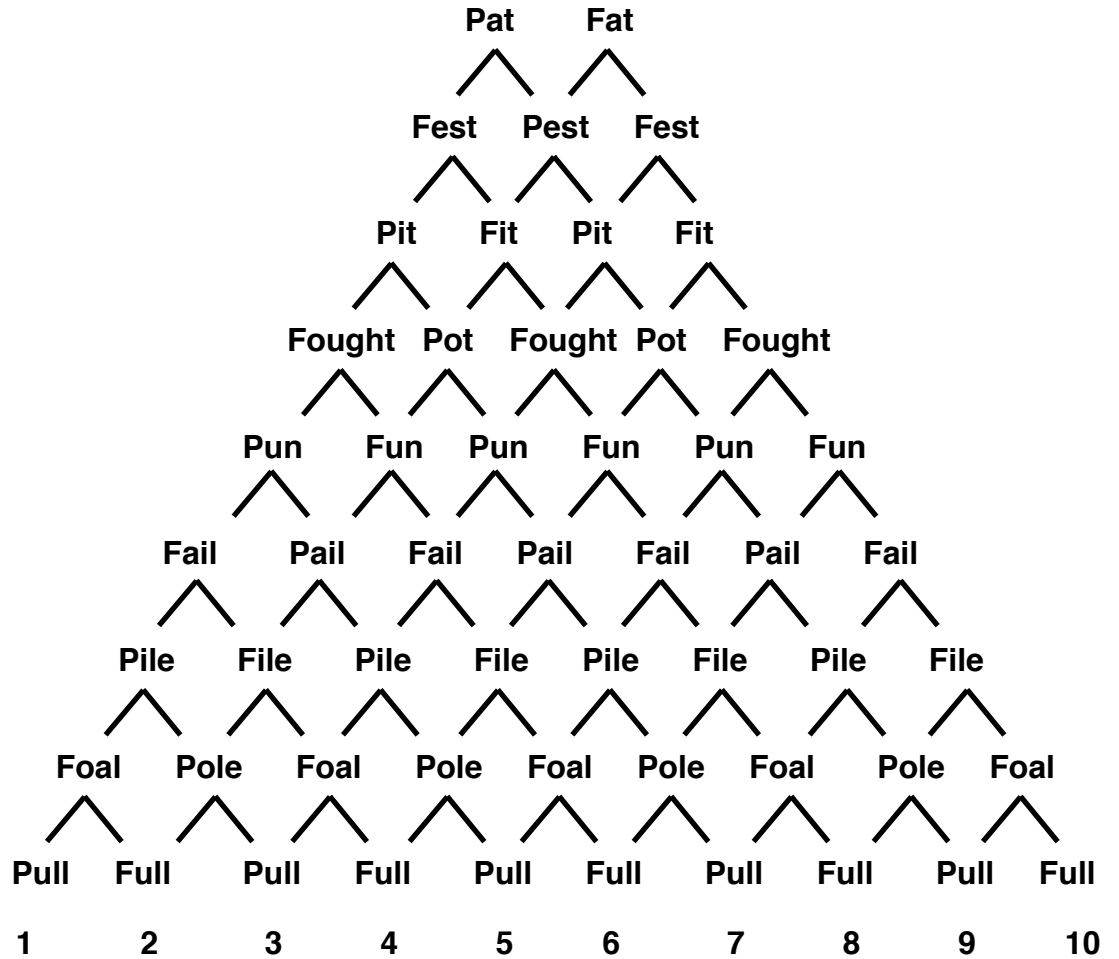 Pat Fat
Fest Pest Fest
Pit Fit Pit Fit
Fought Pot Fought Pot Fought
Pun Fun Pun Fun Pun Fun
Fail Pail Fail Pail Fail Pail Fail
Pile File Pile File Pile File Pile File
Foal Pole Foal Pole Foal Pole Foal Pole Foal
Pull Full Pull Full Pull Full Pull Full Pull Full
1 2 3 4 5 6 7 8 9 10